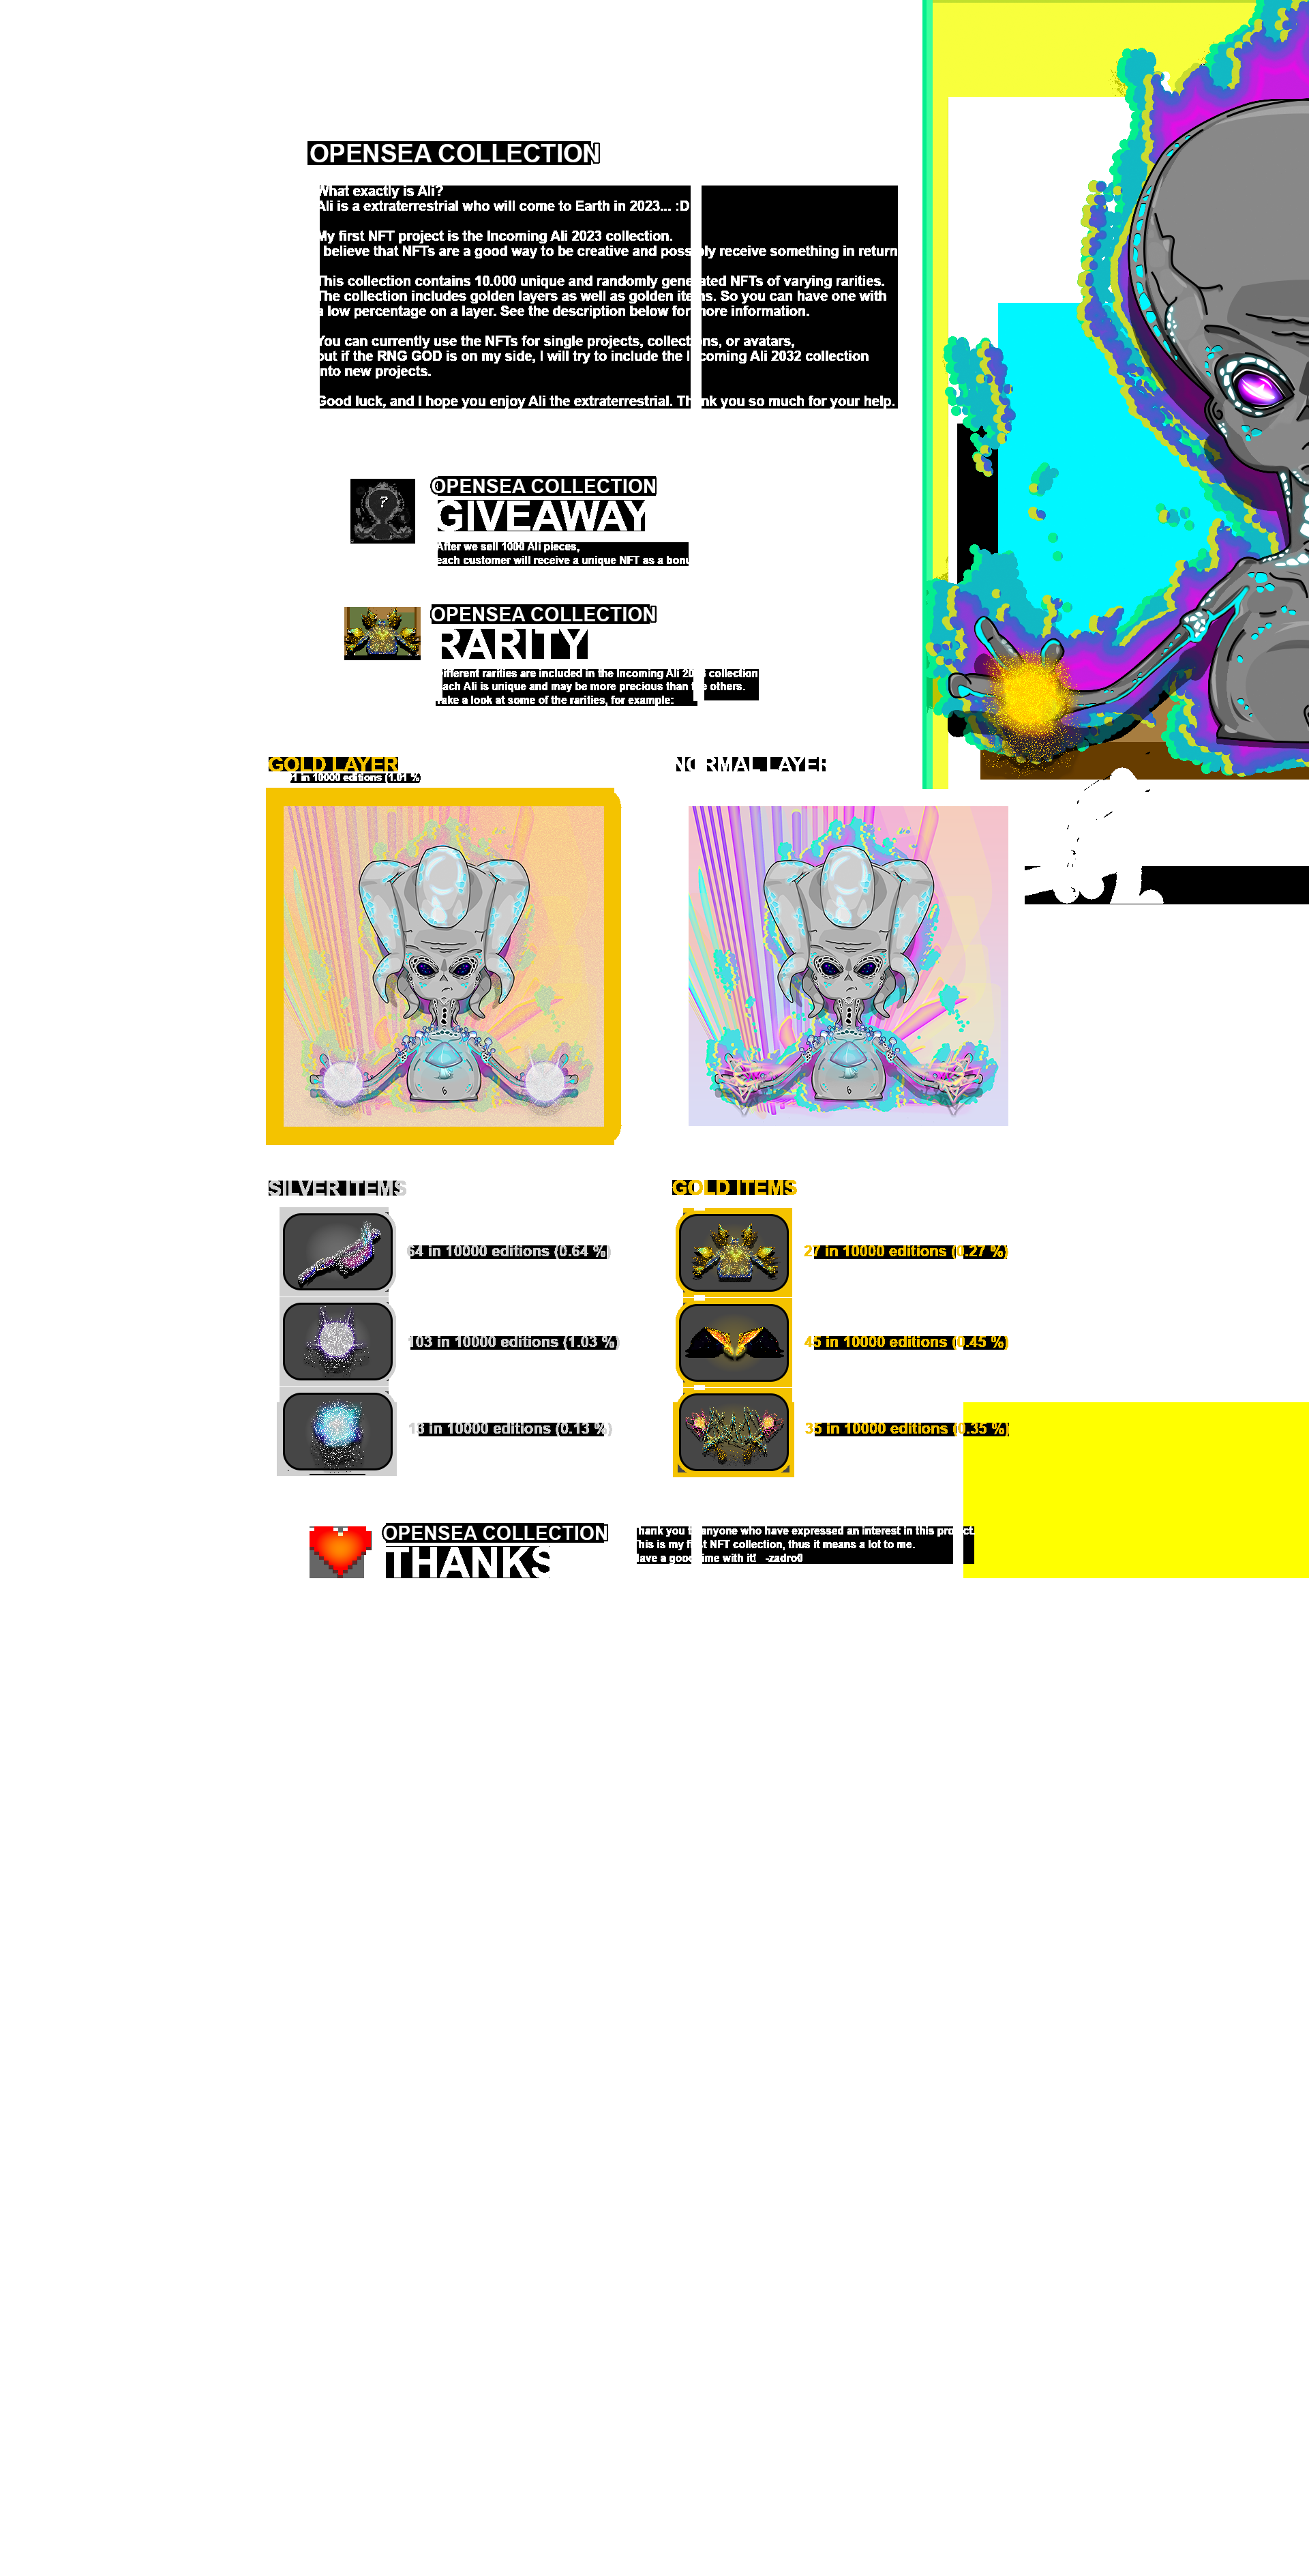 OPENSEA COLLECTION
What exactly is Ali?
Ali is a extraterrestrial who will come to Earth in 2023... :D
My first NFT project is the Incoming Ali 2023 collection.
believe that NFTs are a good way to be creative and possibly receive something in return
This collection contains 10.000 unique and randomly generated NFTs of varying rarities.
The collection includes golden layers as well as golden items. So you can have one with
a low percentage on a layer. See the description below for more information.
You can currently use the NFTs for single projects, collections, or avatars,
but if the RNG GOD is on my side, I will try to include the Incoming Ali 2032 collection
into new projects.
Good luck, and I hope you enjoy Ali the extraterrestrial. Thank you so much for your help.
?
OPENSEA COLLECTION
GIVEAWAY
After we sell 1000 Ali pieces,
each customer will receive a unique NFT as a bonu
OPENSEA COLLECTION
RARITY
Different rarities are included in the Incoming Ali 2023 collection
Each Ali is unique and may be more precious than the others.
Take a look at some of the rarities, for example:
GOLD LAYER
NORMAL LAYER
in 10000 editions (1.01 %)
SILVER ITEMS
GOLD ITEMS
64 in 10000 editions (0.64 %)
27 in 10000 editions (0.27 %)
103 in 10000 editions (1.03 %)
45 in 10000 editions (0.45 %)
13 in 10000 editions (0.13 %)
35 in 10000 editions (0.35 %)
OPENSEA COLLECTION
THANKS
Thank you to anyone who have expressed an interest in this project.
This is my first NFT collection, thus it means a lot to me.
Have a good time with it! -zadro0